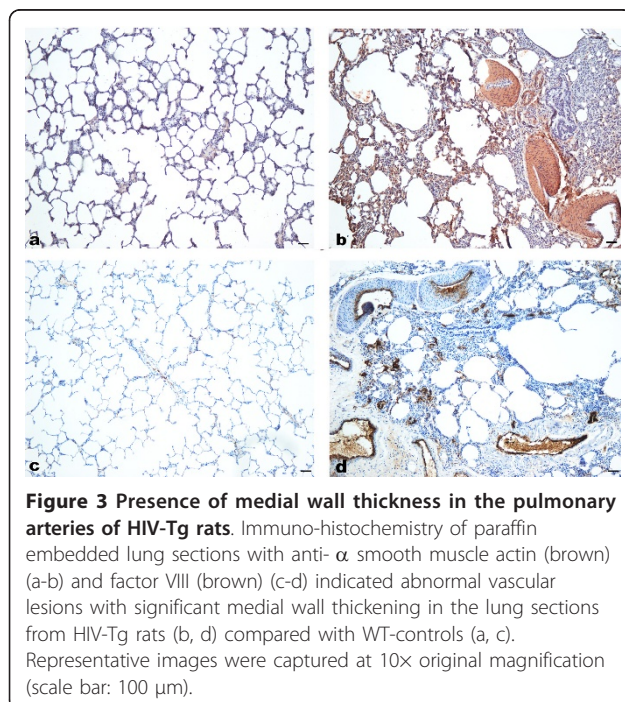 a
b
c
d
Figure 3 Presence of medial wall thickness in the pulmonary
arteries of HIV-Tg rats. Immuno-histochemistry of paraffin
embedded lung sections with anti- α smooth muscle actin (brown)
(a-b) and factor VIII (brown) (c-d) indicated abnormal vascular
lesions with significant medial wall thickening in the lung sections
from HIV-Tg rats (b, d) compared with WT-controls (a, c).
Representative images were captured at 10× original magnification
(scale bar: 100 μm).